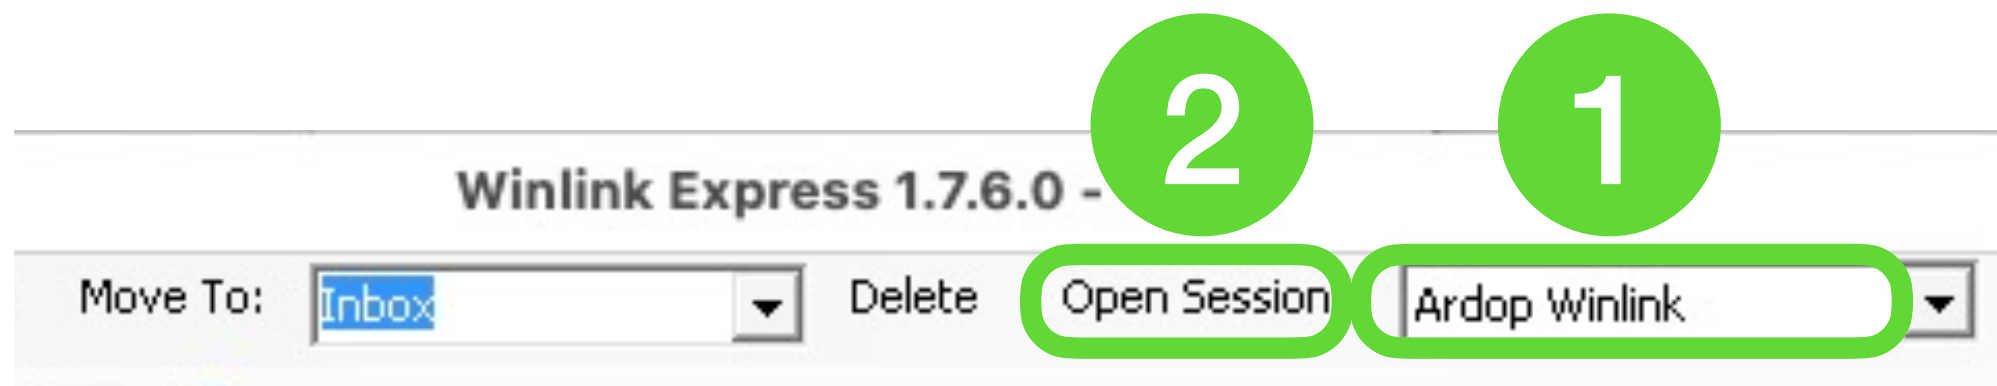 2 1
Winlink Express 1.7.6.0 -
Move To: Inbox Delete Open Session Ardop Winlink